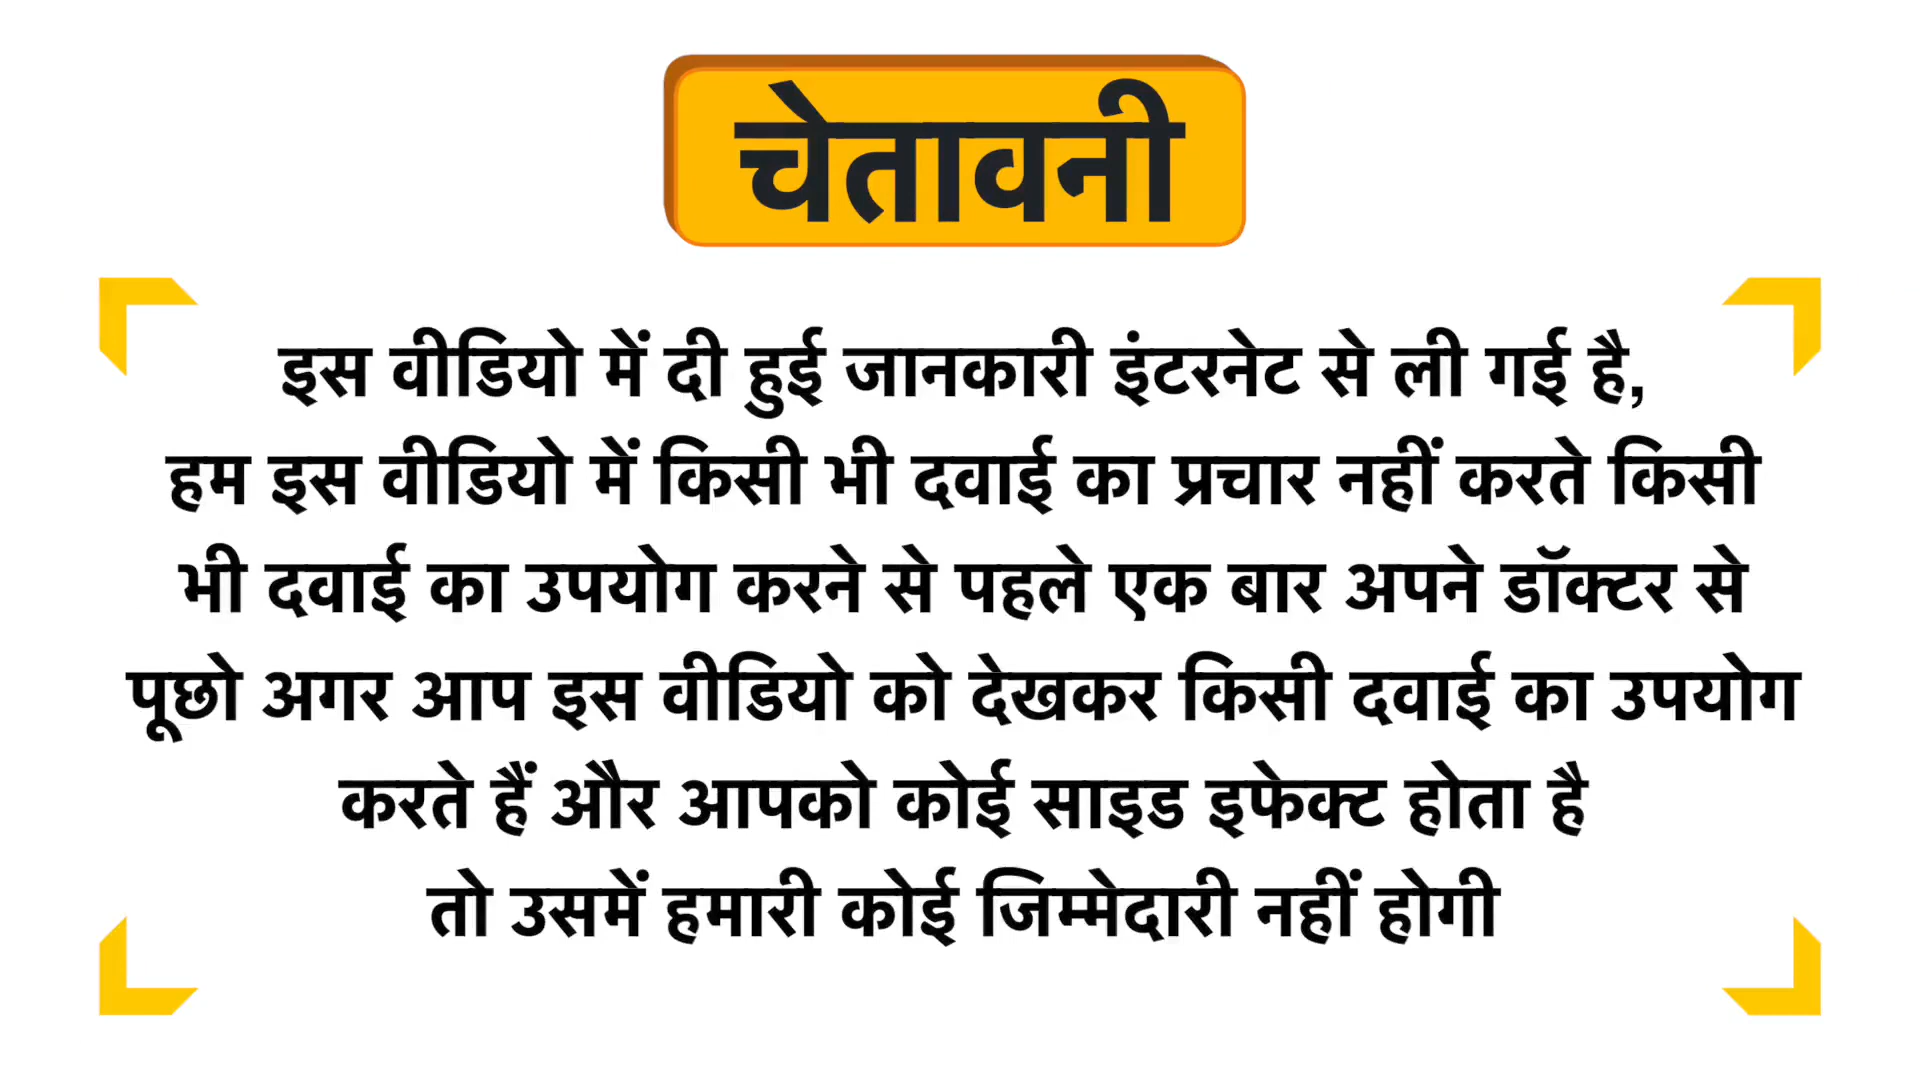 चेतावनी
इस वीडियो में दी हुई जानकारी इंटरनेट से ली गई है,
हम इस वीडियो में किसी भी दवाई का प्रचार नहीं करते किसी
भी दवाई का उपयोग करने से पहले एक बार अपने डॉक्टर से
पूछो अगर आप इस वीडियो को देखकर किसी दवाई का उपयोग
करते हैं और आपको कोई साइड इफेक्ट होता है
तो उसमें हमारी कोई जिम्मेदारी नहीं होगी